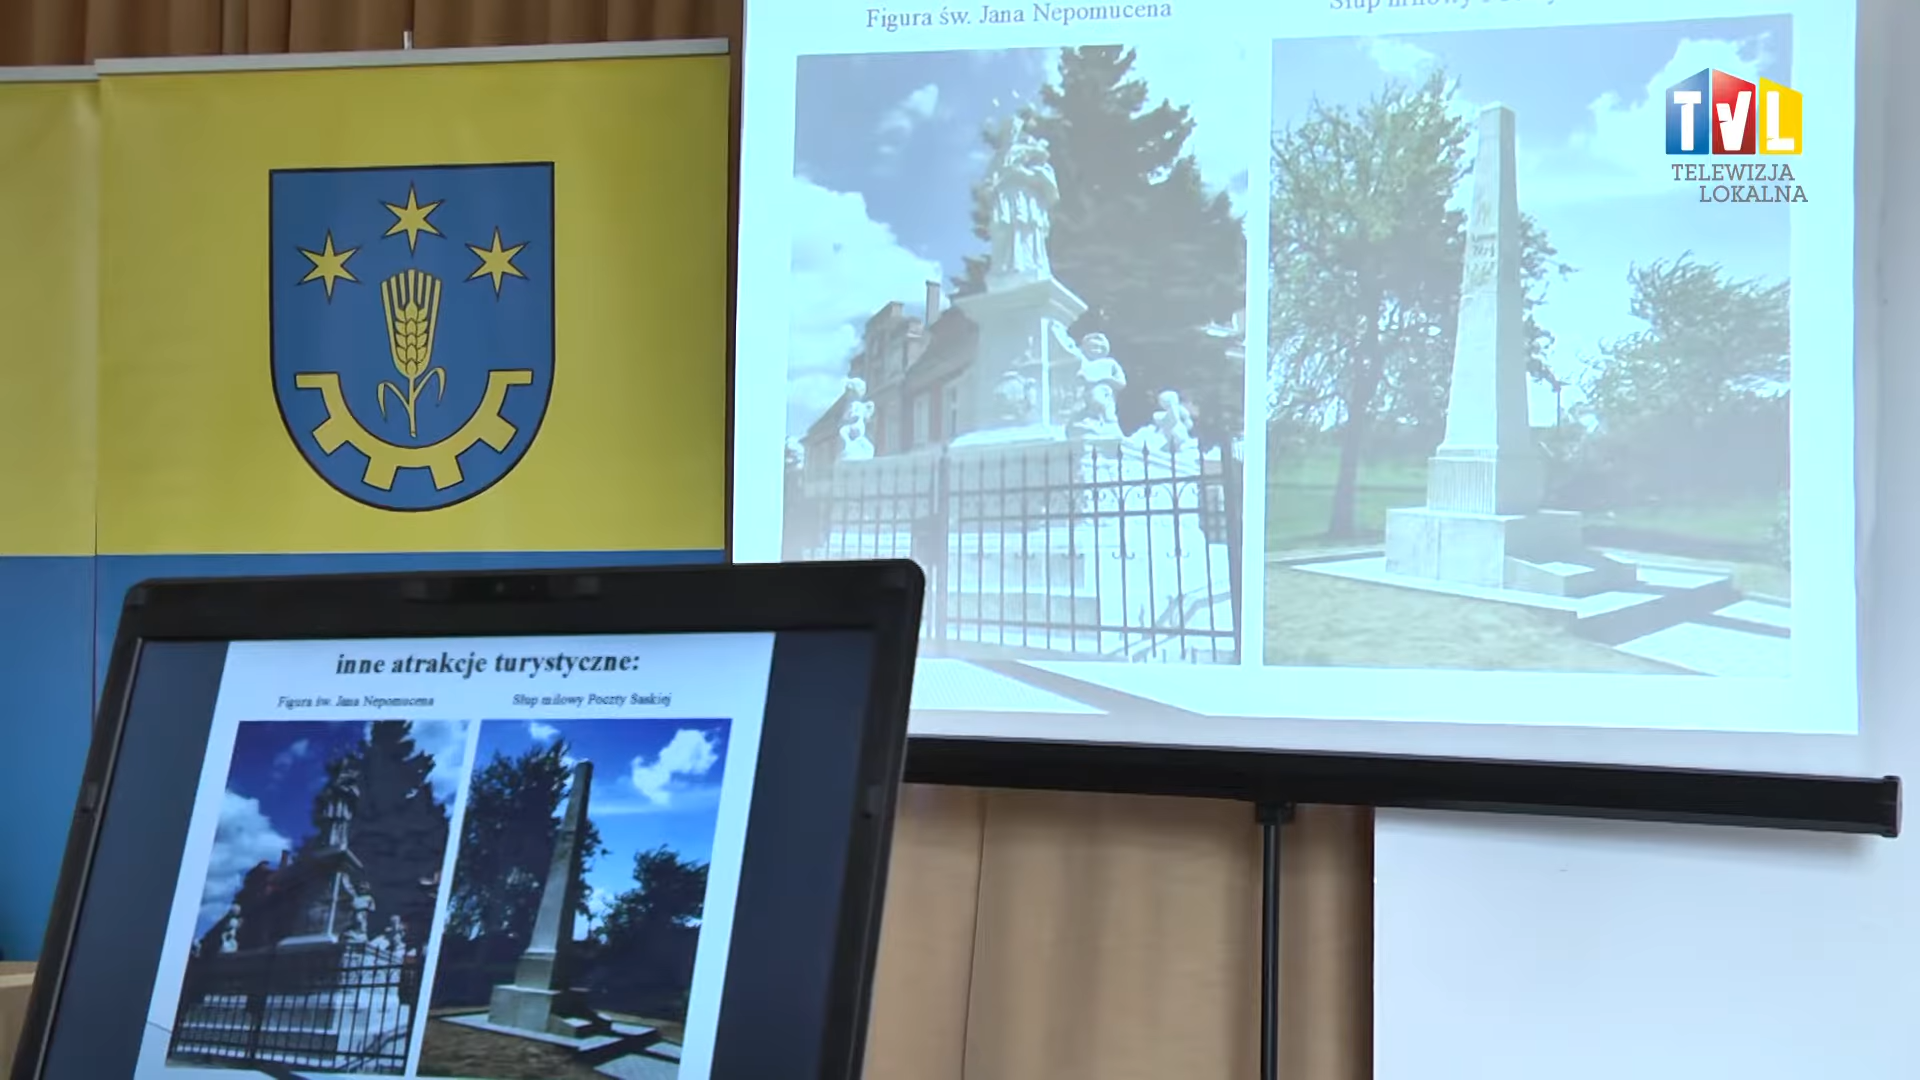 Figura św. Jana Nepomucena
TVL
TELEWIZJA
LOKALNA
inne atrakcje turystyczne:
Figura św. Jana Nepomucena
Słup milowy Poczty Saskiej